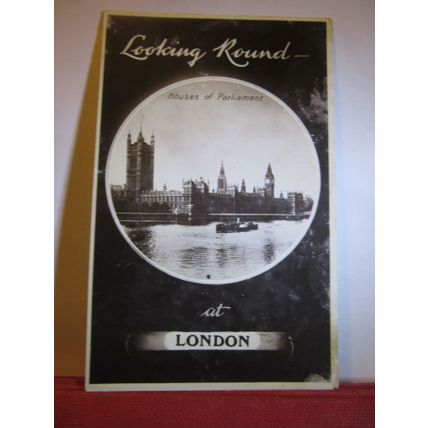 Looking Round –
Houses of Parliament
at
LONDON